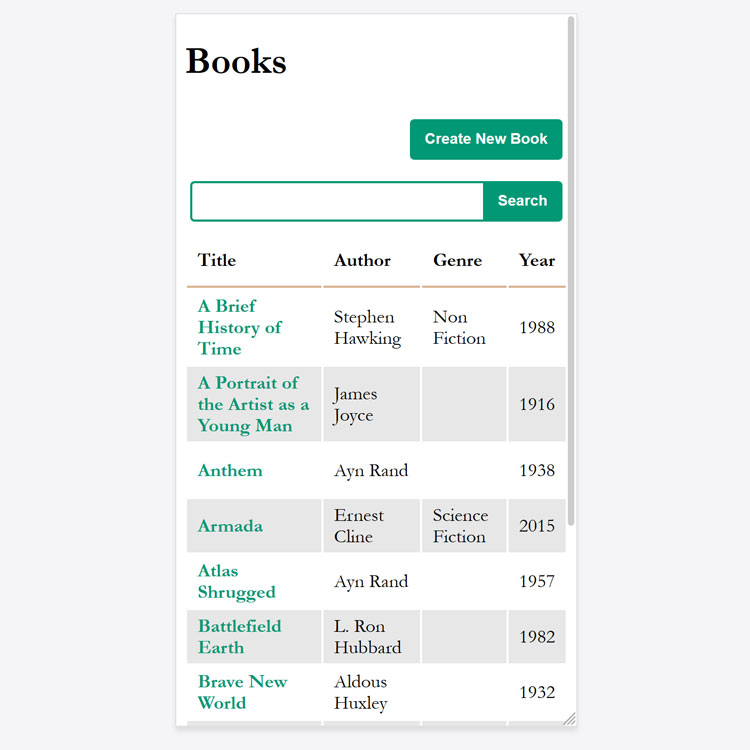 Books
Create New Book
Search
Title Author Genre Year
A Brief History of Time Stephen Hawking Non Fiction 1988
A Portrait of the Artist as a Young Man James Joyce 1916
Anthem Ayn Rand 1938
Armada Ernest Cline Science Fiction 2015
Atlas Shrugged Ayn Rand 1957
Battlefield Earth L. Ron Hubbard 1982
Brave New World Aldous Huxley 1932